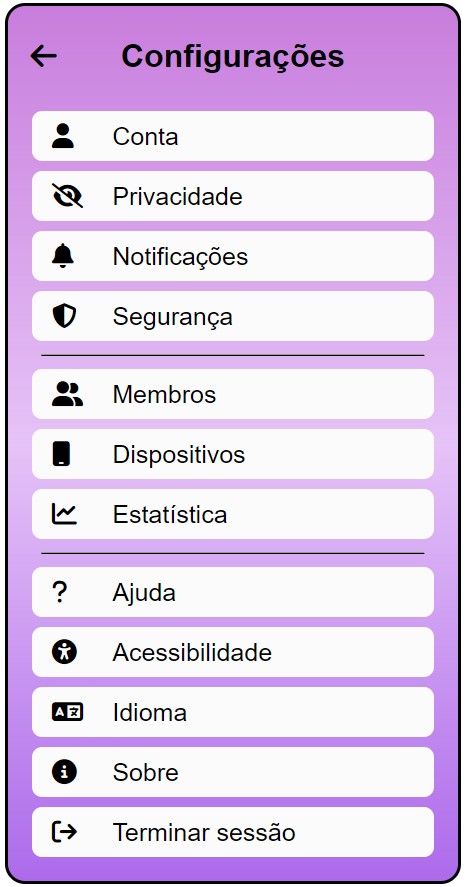 Configurações
Conta
Privacidade
Notificações
Segurança
Membros
Dispositivos
Estatística
Ajuda
Acessibilidade
Idioma
Sobre
Terminar sessão